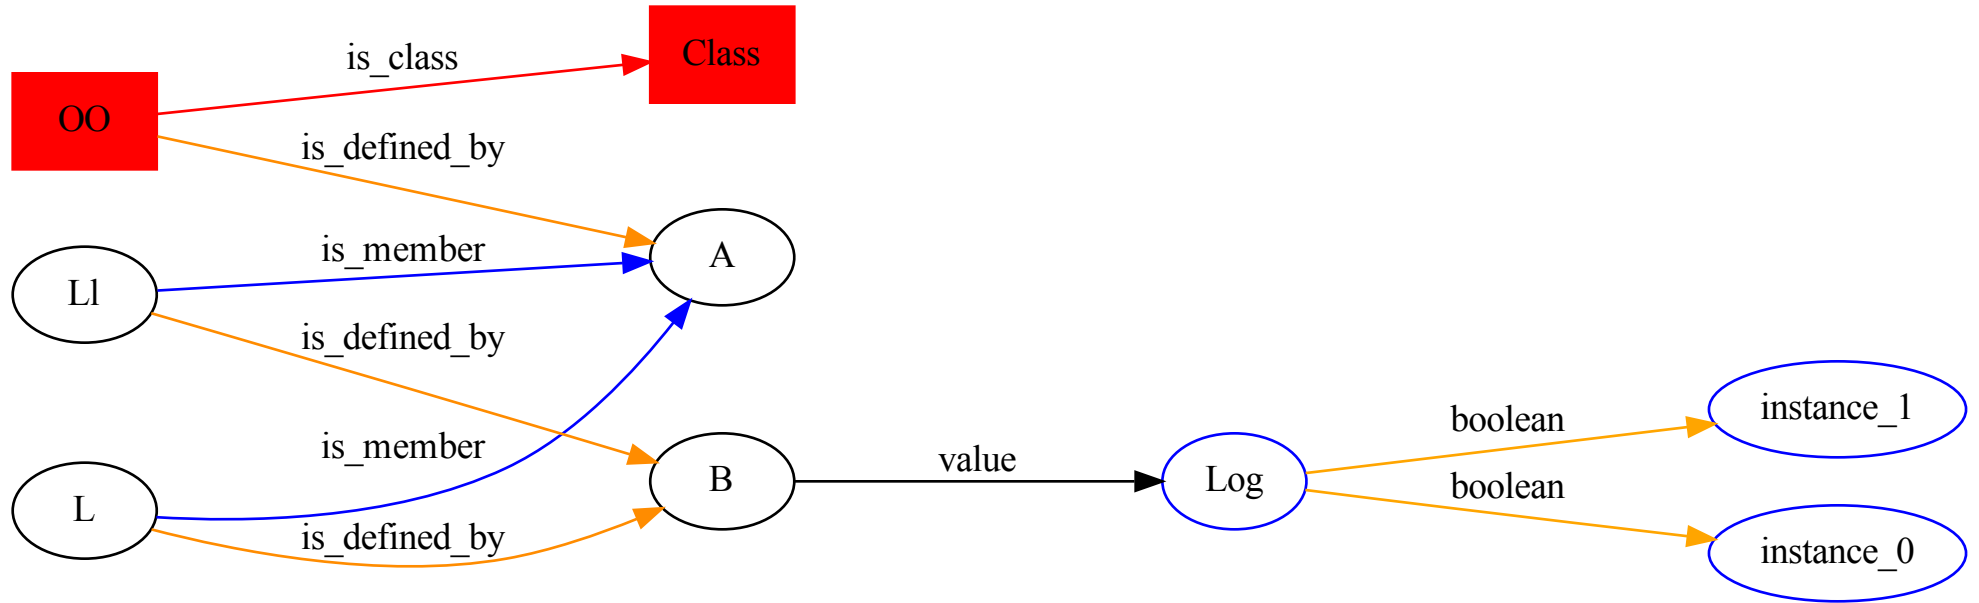 Class
is_class
OO
is_defined_by
is_member
A
Ll
is_defined_by
is_member
L
is_defined_by
B
value
Log
boolean
instance_1
boolean
instance_0